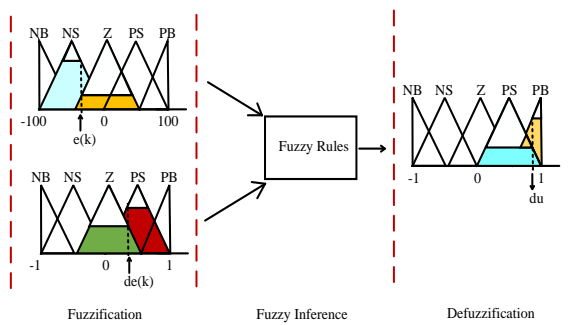 NB NS Z PS PB
-100 0 100
e(k)
NB NS Z PS PB
-1 0 1
de(k)
Fuzzy Rules
NB NS Z PS PB
-1 0 1
du
Fuzzification Fuzzy Inference Defuzzification